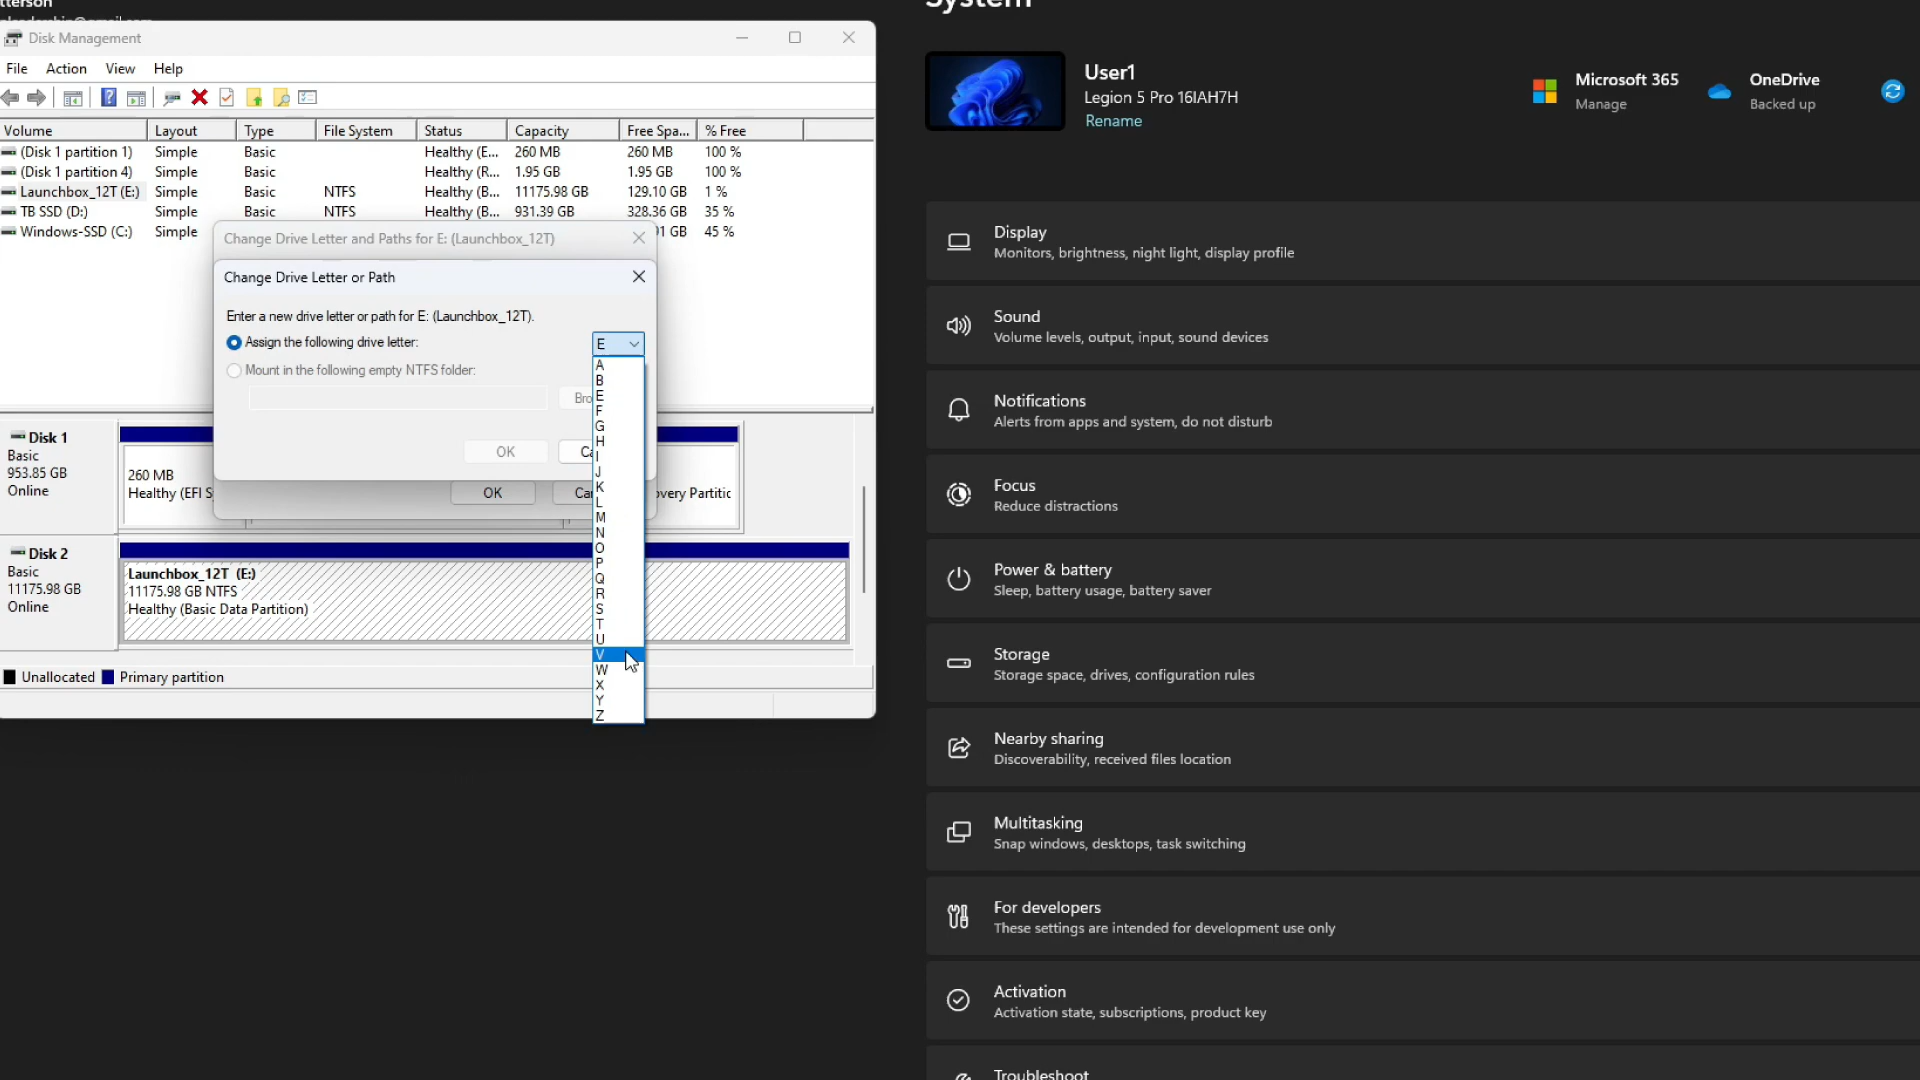 tterson
Disk Management
File Action View Help
Volume Layout Type File System Status Capacity Free Spa... % Free
(Disk 1 partition 1) Simple Basic Healthy (E... 260 MB 260 MB 100 %
(Disk 1 partition 4) Simple Basic Healthy (R... 1.95 GB 1.95 GB 100 %
Launchbox_12T (E:) Simple Basic NTFS Healthy (B... 11175.98 GB 129.10 GB 1 %
TB SSD (D:) Simple Basic NTFS Healthy (B... 931.39 GB 328.36 GB 35 %
Windows-SSD (C:) Simple 1 GB 45 %
Change Drive Letter and Paths for E: (Launchbox_12T)
Change Drive Letter or Path
Enter a new drive letter or path for E: (Launchbox_12T).
Assign the following drive letter: E
Mount in the following empty NTFS folder:
Bro
OK Ca
OK Ca
A
B
E
F
G
H
I
J
K
L
M
N
O
P
Q
R
S
T
U
V
W
X
Y
Z
Disk 1
Basic
953.85 GB
Online
260 MB
Healthy (EFI S
overy Partitic
Disk 2
Basic
11175.98 GB
Online
Launchbox_12T (E:)
11175.98 GB NTFS
Healthy (Basic Data Partition)
Unallocated Primary partition
System
User1
Legion 5 Pro 16IAH7H
Rename
Microsoft 365
Manage
OneDrive
Backed up
Display
Monitors, brightness, night light, display profile
Sound
Volume levels, output, input, sound devices
Notifications
Alerts from apps and system, do not disturb
Focus
Reduce distractions
Power & battery
Sleep, battery usage, battery saver
Storage
Storage space, drives, configuration rules
Nearby sharing
Discoverability, received files location
Multitasking
Snap windows, desktops, task switching
For developers
These settings are intended for development use only
Activation
Activation state, subscriptions, product key
Troubleshoot